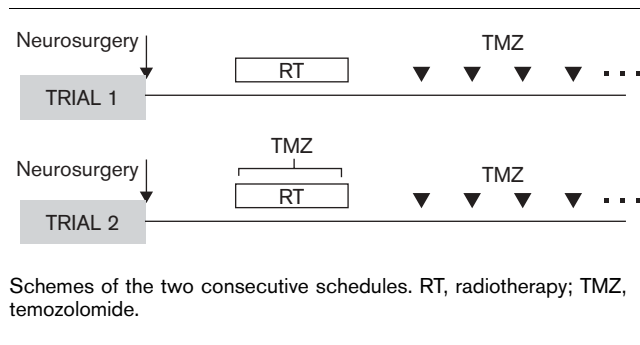 Neurosurgery
TMZ
RT
TRIAL 1
TMZ
Neurosurgery
TMZ
RT
TRIAL 2
Schemes of the two consecutive schedules. RT, radiotherapy; TMZ,
temozolomide.